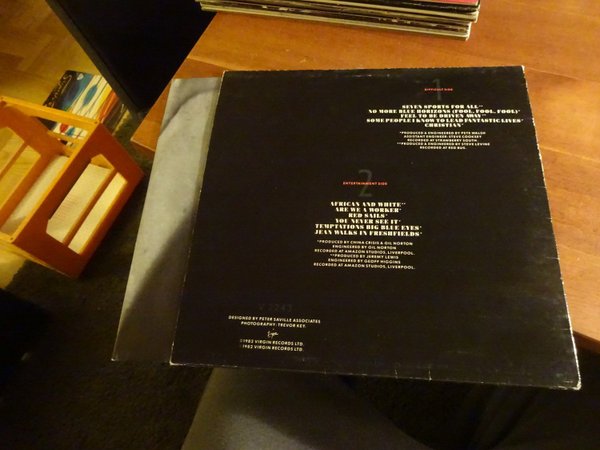 1
DIFFICULT SIDE
SEVEN SPORTS FOR ALL**
NO MORE BLUE HORIZONS (FOOL, FOOL, FOOL)*
FEEL TO BE DRIVEN AWAY**
SOME PEOPLE I KNOW TO LEAD FANTASTIC LIVES*
CHRISTIAN*
*PRODUCED & ENGINEERED BY PETE WALSH
ASSISTANT ENGINEER: STEVE COOKSEY
RECORDED AT STRAWBERRY SOUTH
**PRODUCED & ENGINEERED BY STEVE LEVINE
RECORDED AT RED BUS.
2
ENTERTAINMENT SIDE
AFRICAN AND WHITE**
ARE WE A WORKER*
RED SAILS*
YOU NEVER SEE IT*
TEMPTATIONS BIG BLUE EYES*
JEAN WALKS IN FRESHFIELDS*
*PRODUCED BY CHINA CRISIS & GIL NORTON
ENGINEERED BY GIL NORTON
RECORDED AT AMAZON STUDIOS, LIVERPOOL.
**PRODUCED BY JEREMY LEWIS
ENGINEERED BY GEOFF HIGGINS
RECORDED AT AMAZON STUDIOS, LIVERPOOL.
DESIGNED BY PETER SAVILLE ASSOCIATES
PHOTOGRAPHY: TREVOR KEY.
Virgin
©1982 VIRGIN RECORDS LTD.
℗1982 VIRGIN RECORDS LTD.